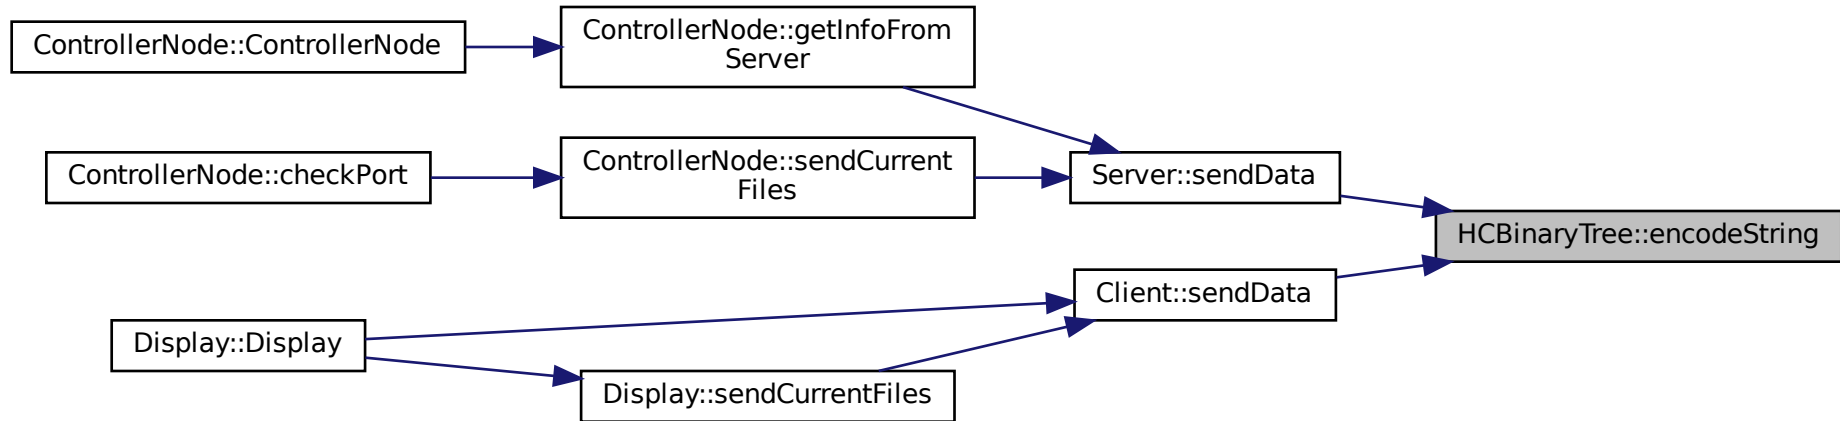 ControllerNode::ControllerNode
ControllerNode::getInfoFrom
Server
ControllerNode::checkPort
ControllerNode::sendCurrent
Files
Server::sendData
HCBinaryTree::encodeString
Client::sendData
Display::Display
Display::sendCurrentFiles